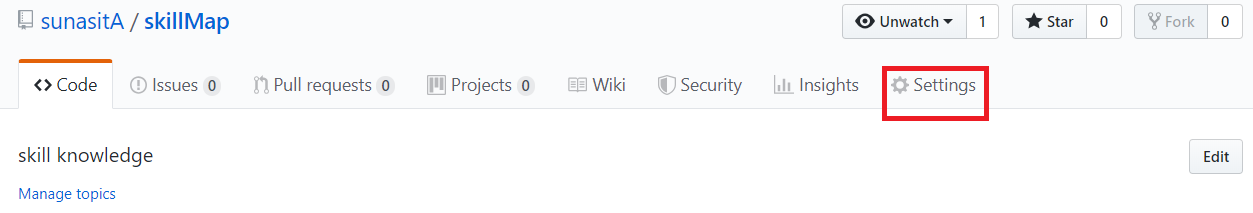 sunasitA / skillMap Unwatch 1 Star 0 Fork 0
Code Issues 0 Pull requests 0 Projects 0 Wiki Security Insights Settings
skill knowledge Edit
Manage topics